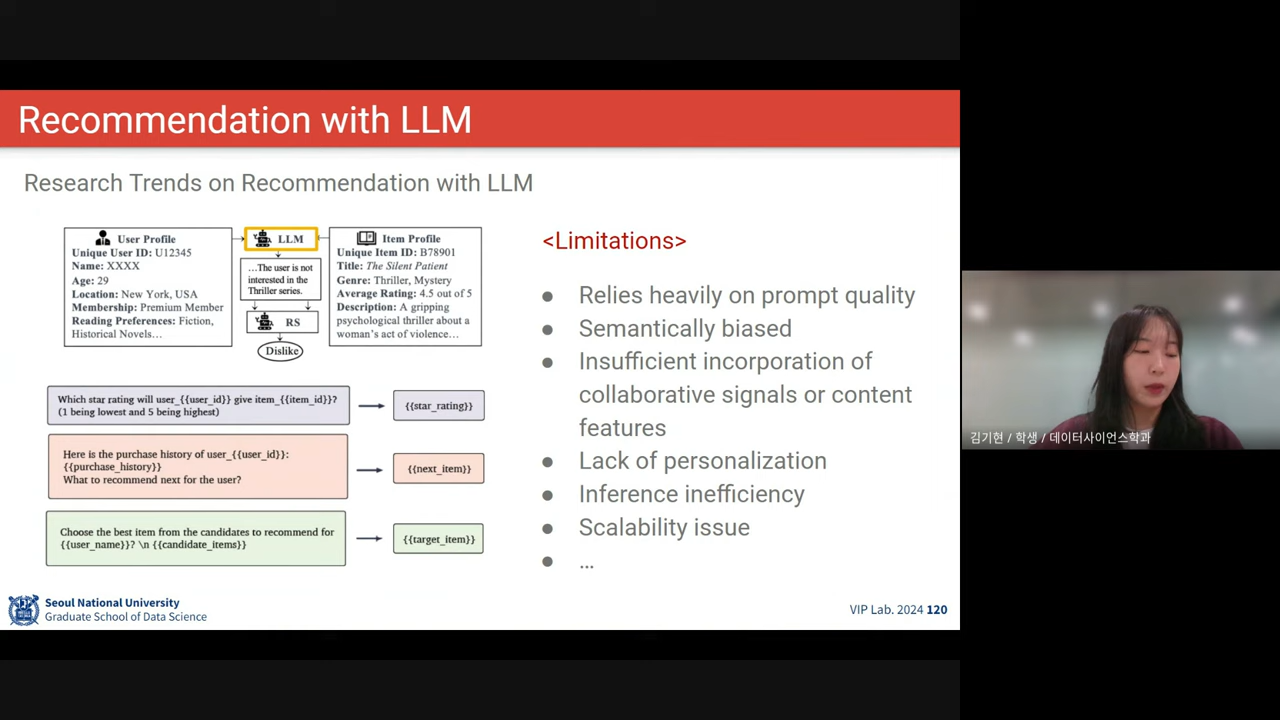 Recommendation with LLM
Research Trends on Recommendation with LLM
User Profile
Unique User ID: U12345
Name: XXXX
Age: 29
Location: New York, USA
Membership: Premium Member
Reading Preferences: Fiction,
Historical Novels…
LLM
…The user is not
interested in the
Thriller series.
RS
Dislike
Item Profile
Unique Item ID: B78901
Title: The Silent Patient
Genre: Thriller, Mystery
Average Rating: 4.5 out of 5
Description: A gripping
psychological thriller about a
woman's act of violence…
Which star rating will user_{{user_id}} give item_{{item_id}}?
(1 being lowest and 5 being highest)
{{star_rating}}
Here is the purchase history of user_{{user_id}}:
{{purchase_history}}
What to recommend next for the user?
{{next_item}}
Choose the best item from the candidates to recommend for
{{user_name}}? \n {{candidate_items}}
{{target_item}}
<Limitations>
● Relies heavily on prompt quality
● Semantically biased
● Insufficient incorporation of
collaborative signals or content
features
● Lack of personalization
● Inference inefficiency
● Scalability issue
● …
Seoul National University
Graduate School of Data Science
VIP Lab. 2024 120
김기현 / 학생 / 데이터사이언스학과